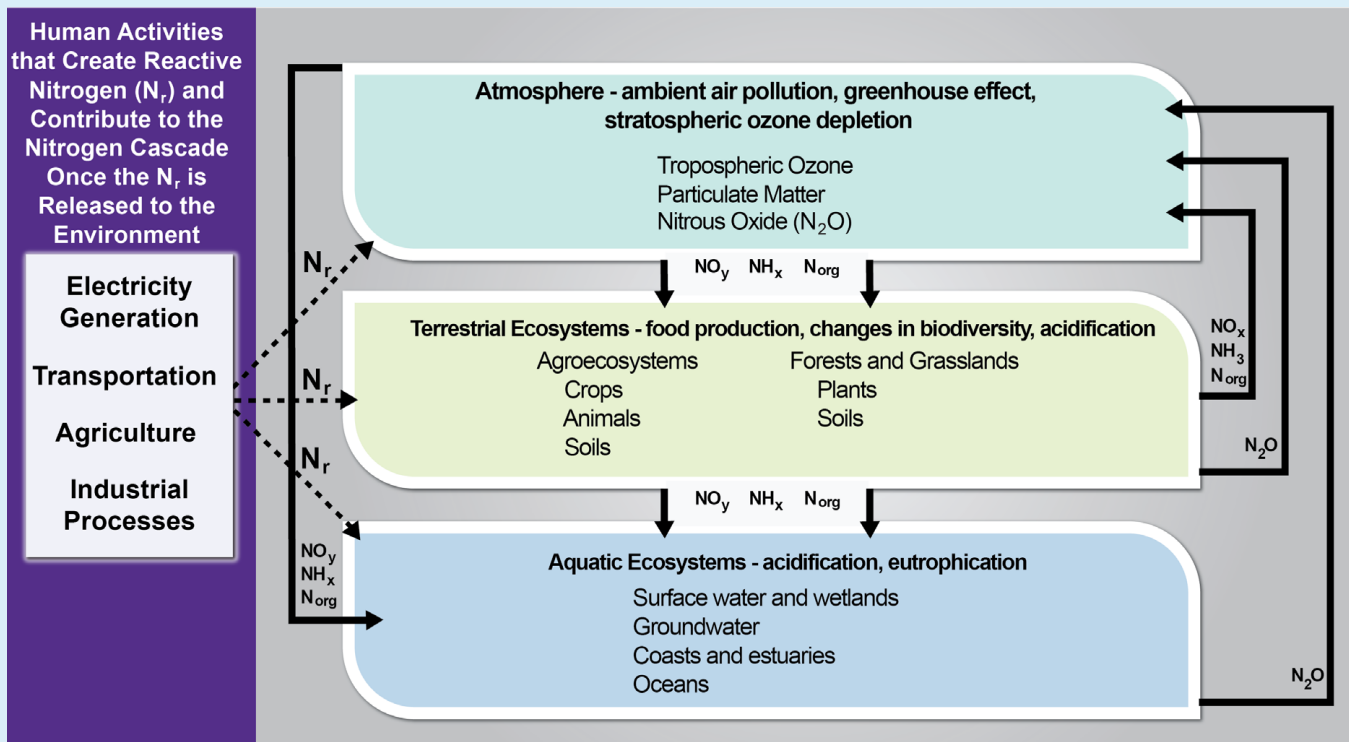 Human Activities
that Create Reactive
Nitrogen (Nᵣ) and
Contribute to the
Nitrogen Cascade
Once the Nᵣ is
Released to the
Environment
Electricity
Generation
Transportation
Agriculture
Industrial
Processes
Nᵣ
Nᵣ
Nᵣ
Atmosphere - ambient air pollution, greenhouse effect,
stratospheric ozone depletion
Tropospheric Ozone
Particulate Matter
Nitrous Oxide (N₂O)
NOy NHₓ Norg
Terrestrial Ecosystems - food production, changes in biodiversity, acidification
Agroecosystems
Crops
Animals
Soils
Forests and Grasslands
Plants
Soils
NOy NHₓ Norg
Aquatic Ecosystems - acidification, eutrophication
Surface water and wetlands
Groundwater
Coasts and estuaries
Oceans
NOy
NHₓ
Norg
NOₓ
NH₃
Norg
N₂O
N₂O